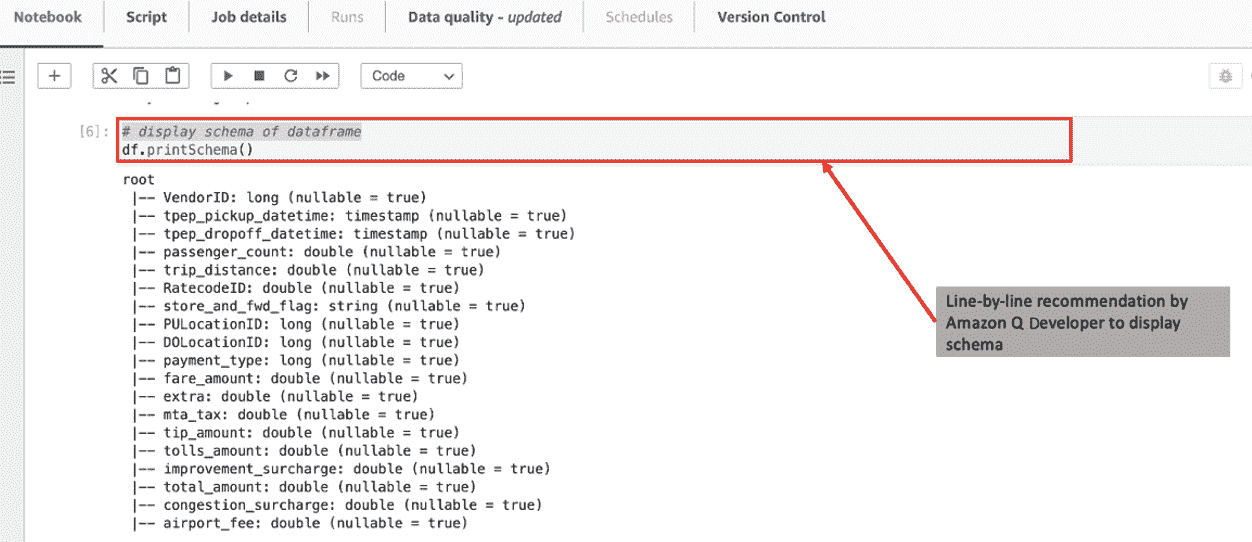 Notebook
Script
Job details
Runs
Data quality - updated
Schedules
Version Control
Code
[6]:
# display schema of dataframe
df.printSchema()
root
|-- VendorID: long (nullable = true)
|-- tpep_pickup_datetime: timestamp (nullable = true)
|-- tpep_dropoff_datetime: timestamp (nullable = true)
|-- passenger_count: double (nullable = true)
|-- trip_distance: double (nullable = true)
|-- RatecodeID: double (nullable = true)
|-- store_and_fwd_flag: string (nullable = true)
|-- PULocationID: long (nullable = true)
|-- DOLocationID: long (nullable = true)
|-- payment_type: long (nullable = true)
|-- fare_amount: double (nullable = true)
|-- extra: double (nullable = true)
|-- mta_tax: double (nullable = true)
|-- tip_amount: double (nullable = true)
|-- tolls_amount: double (nullable = true)
|-- improvement_surcharge: double (nullable = true)
|-- total_amount: double (nullable = true)
|-- congestion_surcharge: double (nullable = true)
|-- airport_fee: double (nullable = true)
Line-by-line recommendation by
Amazon Q Developer to display
schema